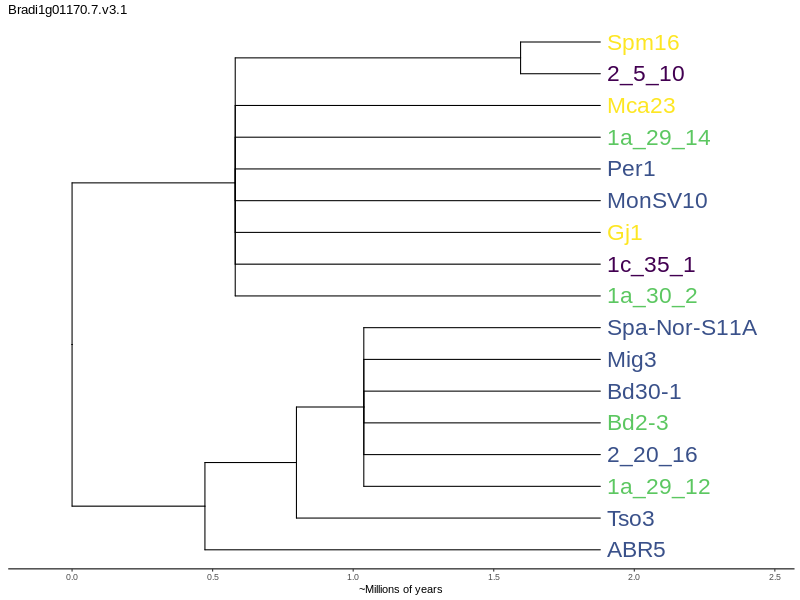 Bradi1g01170.7.v3.1
Spm16
2_5_10
Mca23
1a_29_14
Per1
MonSV10
Gj1
1c_35_1
1a_30_2
Spa-Nor-S11A
Mig3
Bd30-1
Bd2-3
2_20_16
1a_29_12
Tso3
ABR5
0.0 0.5 1.0 1.5 2.0 2.5
~Millions of years